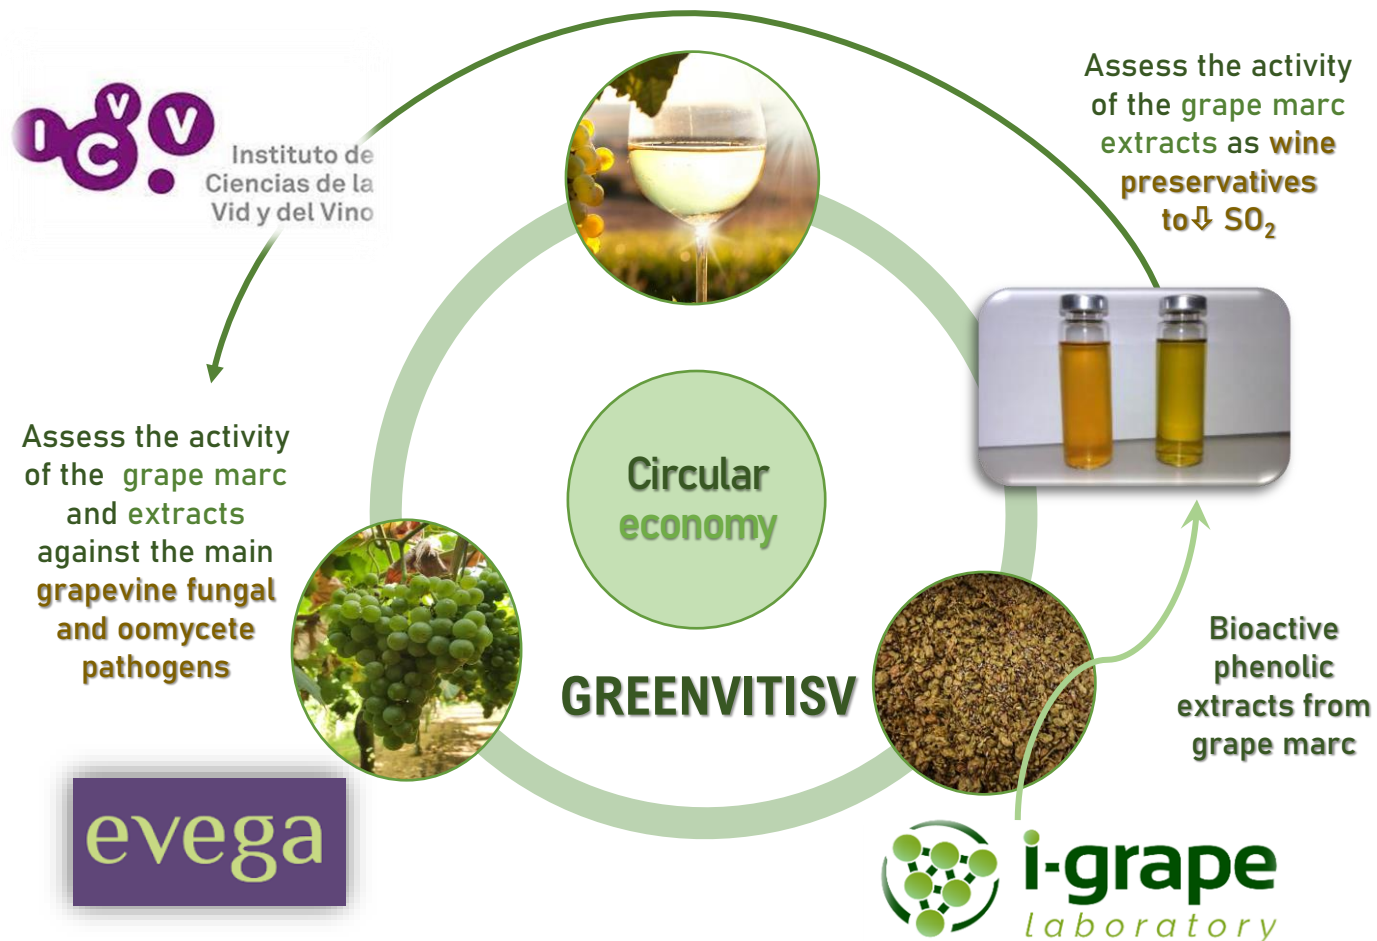 I
C
V
V
Instituto de
Ciencias de la
Vid y del Vino
Assess the activity
of the grape marc
extracts as wine
preservatives
to⇩ SO₂
Circular
economy
Assess the activity
of the  grape marc
and extracts
against the main
grapevine fungal
and oomycete
pathogens
GREENVITISV
Bioactive
phenolic
extracts from
grape marc
evega
i-grape
laboratory